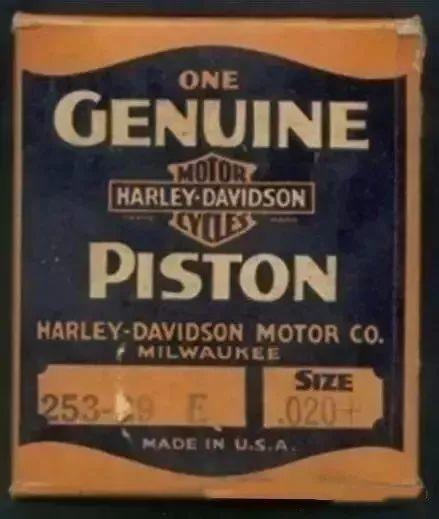 ONE
GENUINE
MOTOR
HARLEY-DAVIDSON
CYCLES
PISTON
HARLEY-DAVIDSON MOTOR CO.
MILWAUKEE
SIZE
E .020+
MADE IN U.S.A.